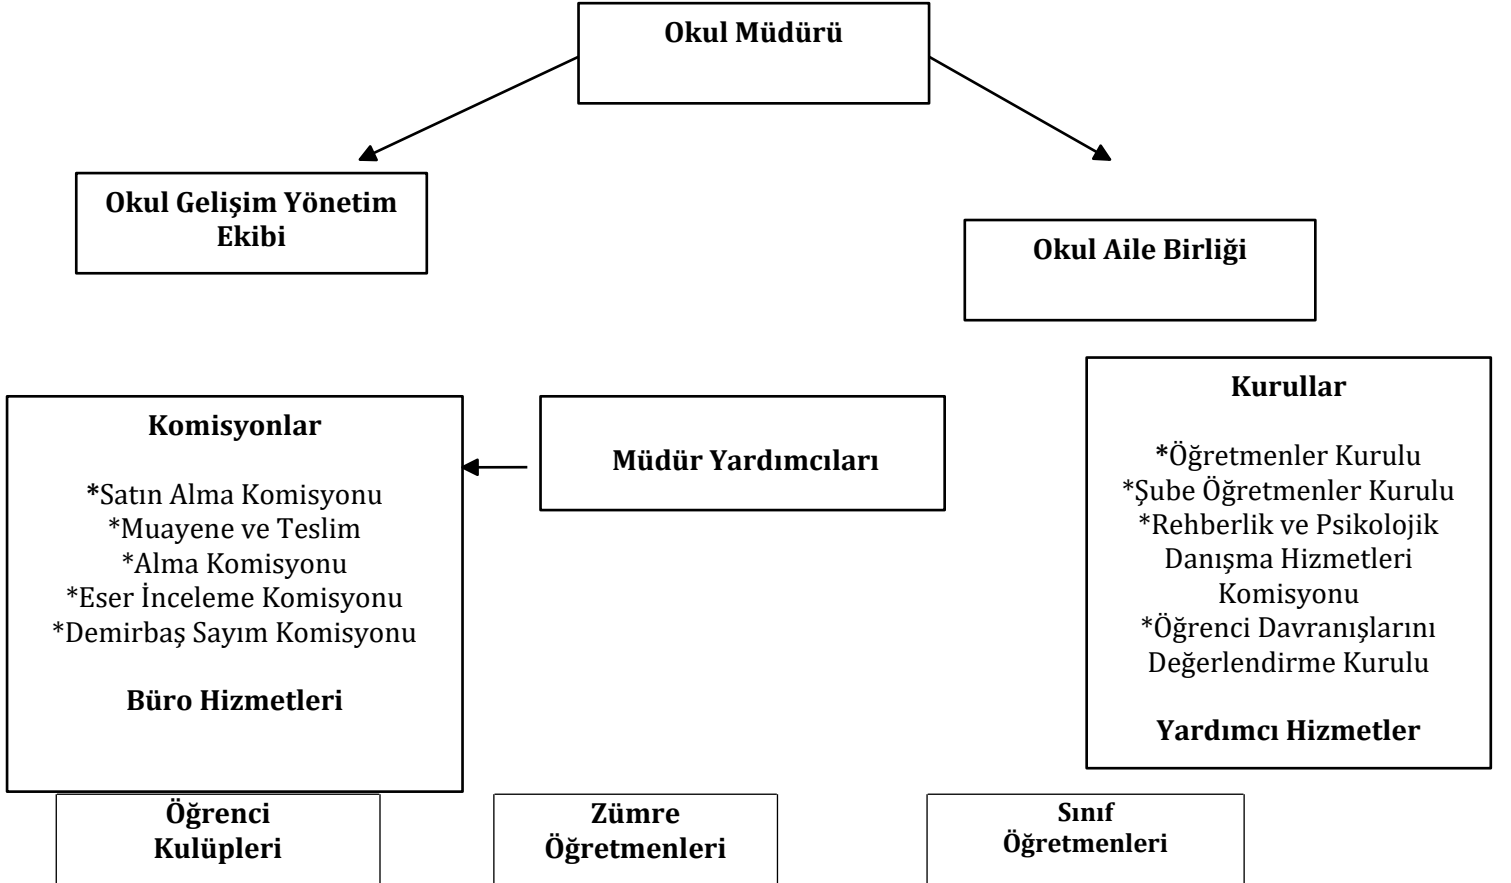 Okul Müdürü
Okul Gelişim Yönetim
Ekibi
Okul Aile Birliği
Komisyonlar
*Satın Alma Komisyonu
*Muayene ve Teslim
*Alma Komisyonu
*Eser İnceleme Komisyonu
*Demirbaş Sayım Komisyonu
Büro Hizmetleri
Müdür Yardımcıları
Kurullar
*Öğretmenler Kurulu
*Şube Öğretmenler Kurulu
*Rehberlik ve Psikolojik
Danışma Hizmetleri
Komisyonu
*Öğrenci Davranışlarını
Değerlendirme Kurulu
Yardımcı Hizmetler
Öğrenci
Kulüpleri
Zümre
Öğretmenleri
Sınıf
Öğretmenleri